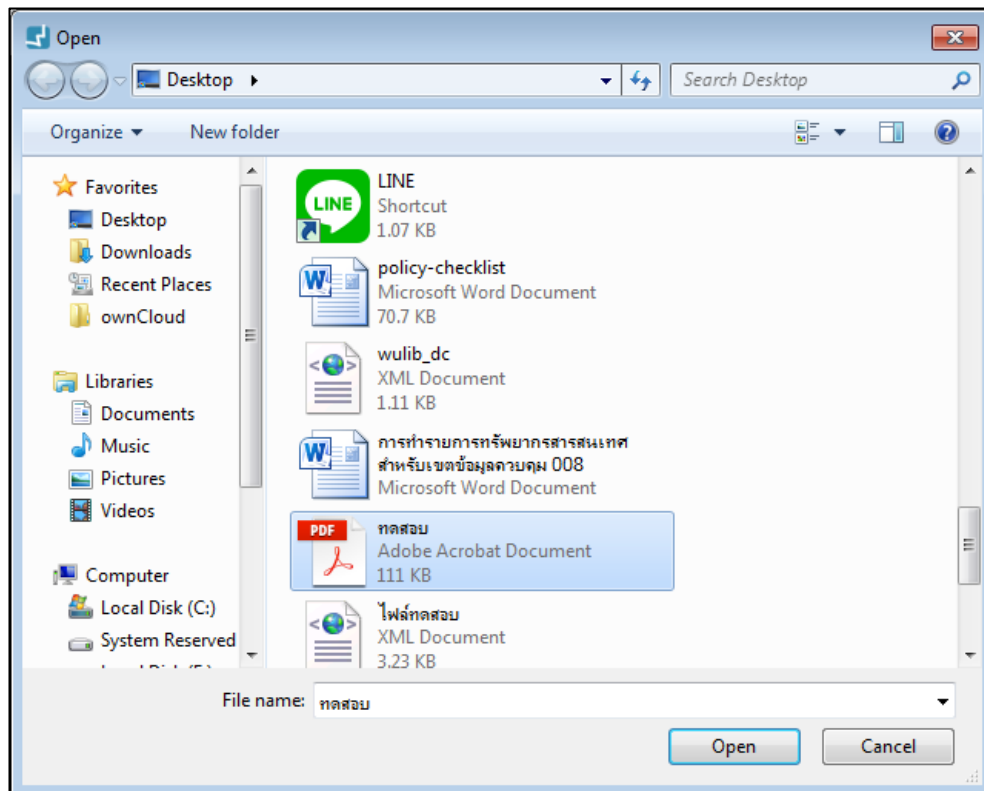 Open
Desktop
Search Desktop
Organize
New folder
Favorites
Desktop
Downloads
Recent Places
ownCloud
Libraries
Documents
Music
Pictures
Videos
Computer
Local Disk (C:)
System Reserved
LINE
LINE
Shortcut
1.07 KB
policy-checklist
Microsoft Word Document
70.7 KB
wulib_dc
XML Document
1.11 KB
การทำรายการทรัพยากรสารสนเทศ
สำหรับเขตข้อมูลควบคุม 008
Microsoft Word Document
PDF
ทดสอบ
Adobe Acrobat Document
111 KB
ไฟล์ทดสอบ
XML Document
3.23 KB
File name: ทดสอบ
Open
Cancel